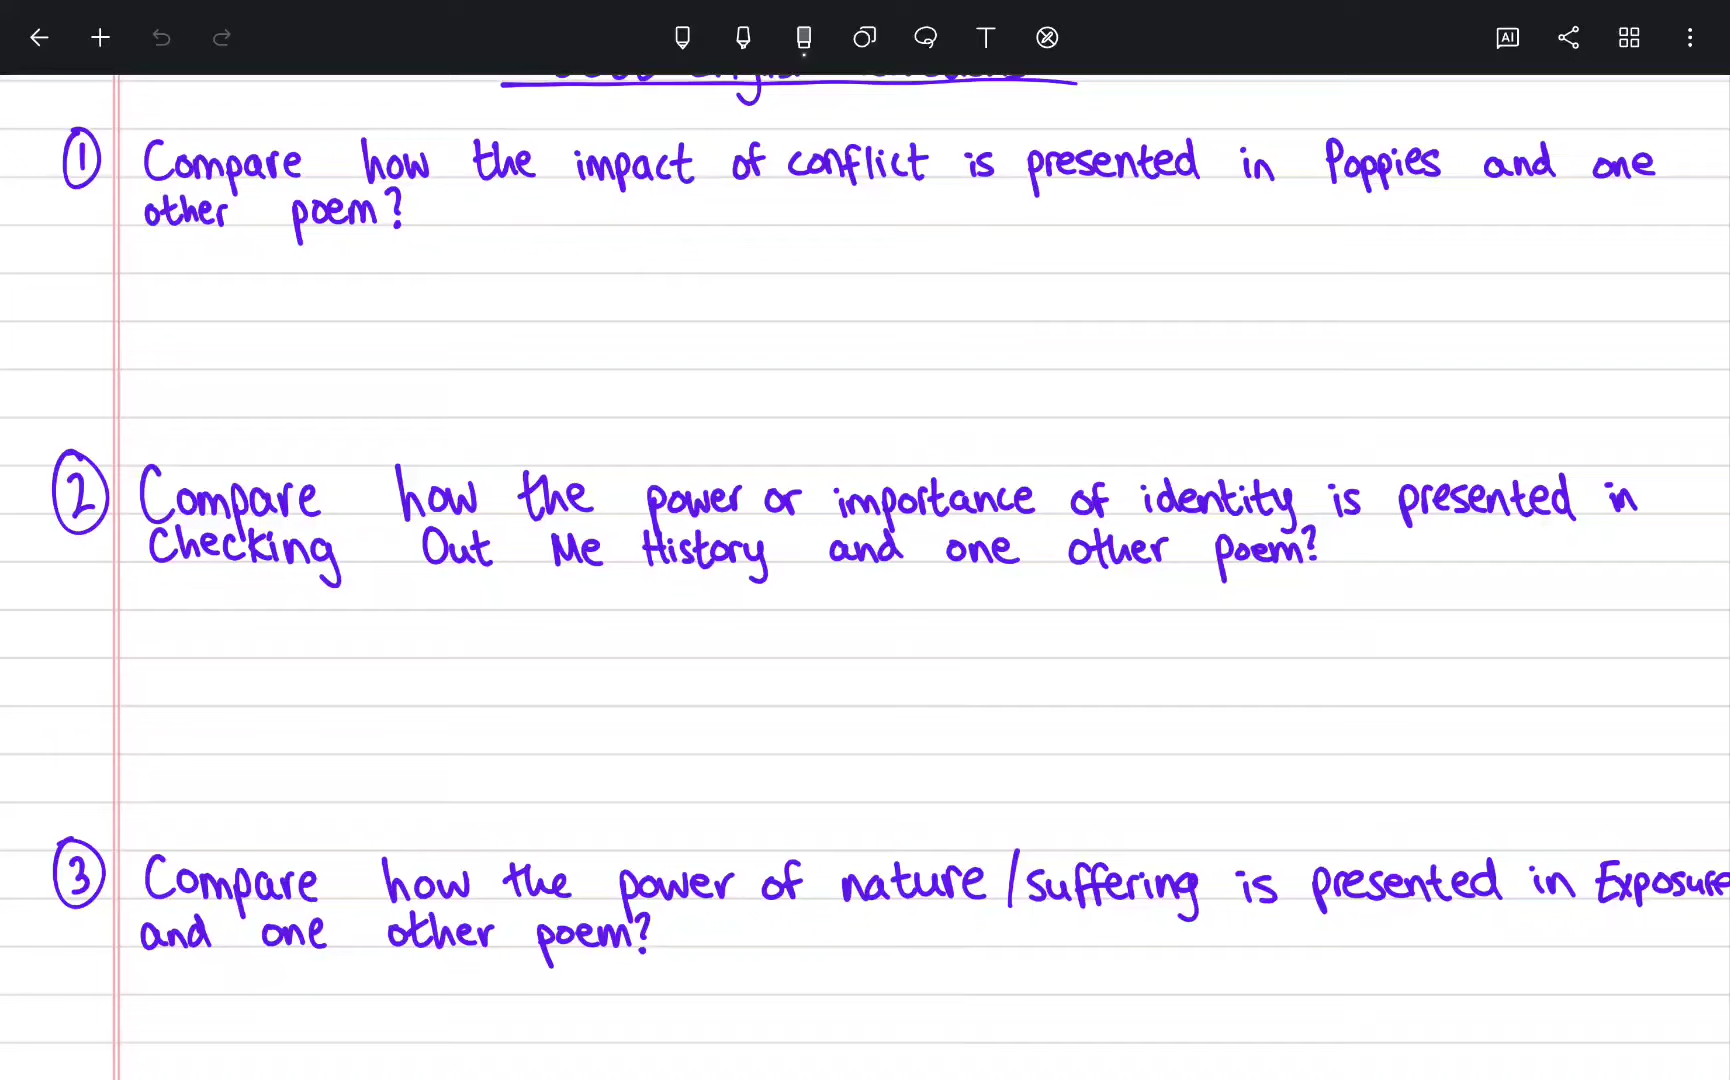 ① Compare how the impact of conflict is presented in Poppies and one
other poem?
② Compare how the power or importance of identity is presented in
Checking Out Me History and one other poem?
③ Compare how the power of nature / suffering is presented in Exposure
and one other poem?